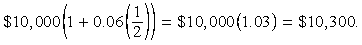 $10,000(1 + 0.06(1/2)) = $10,000(1.03) = $10,300.